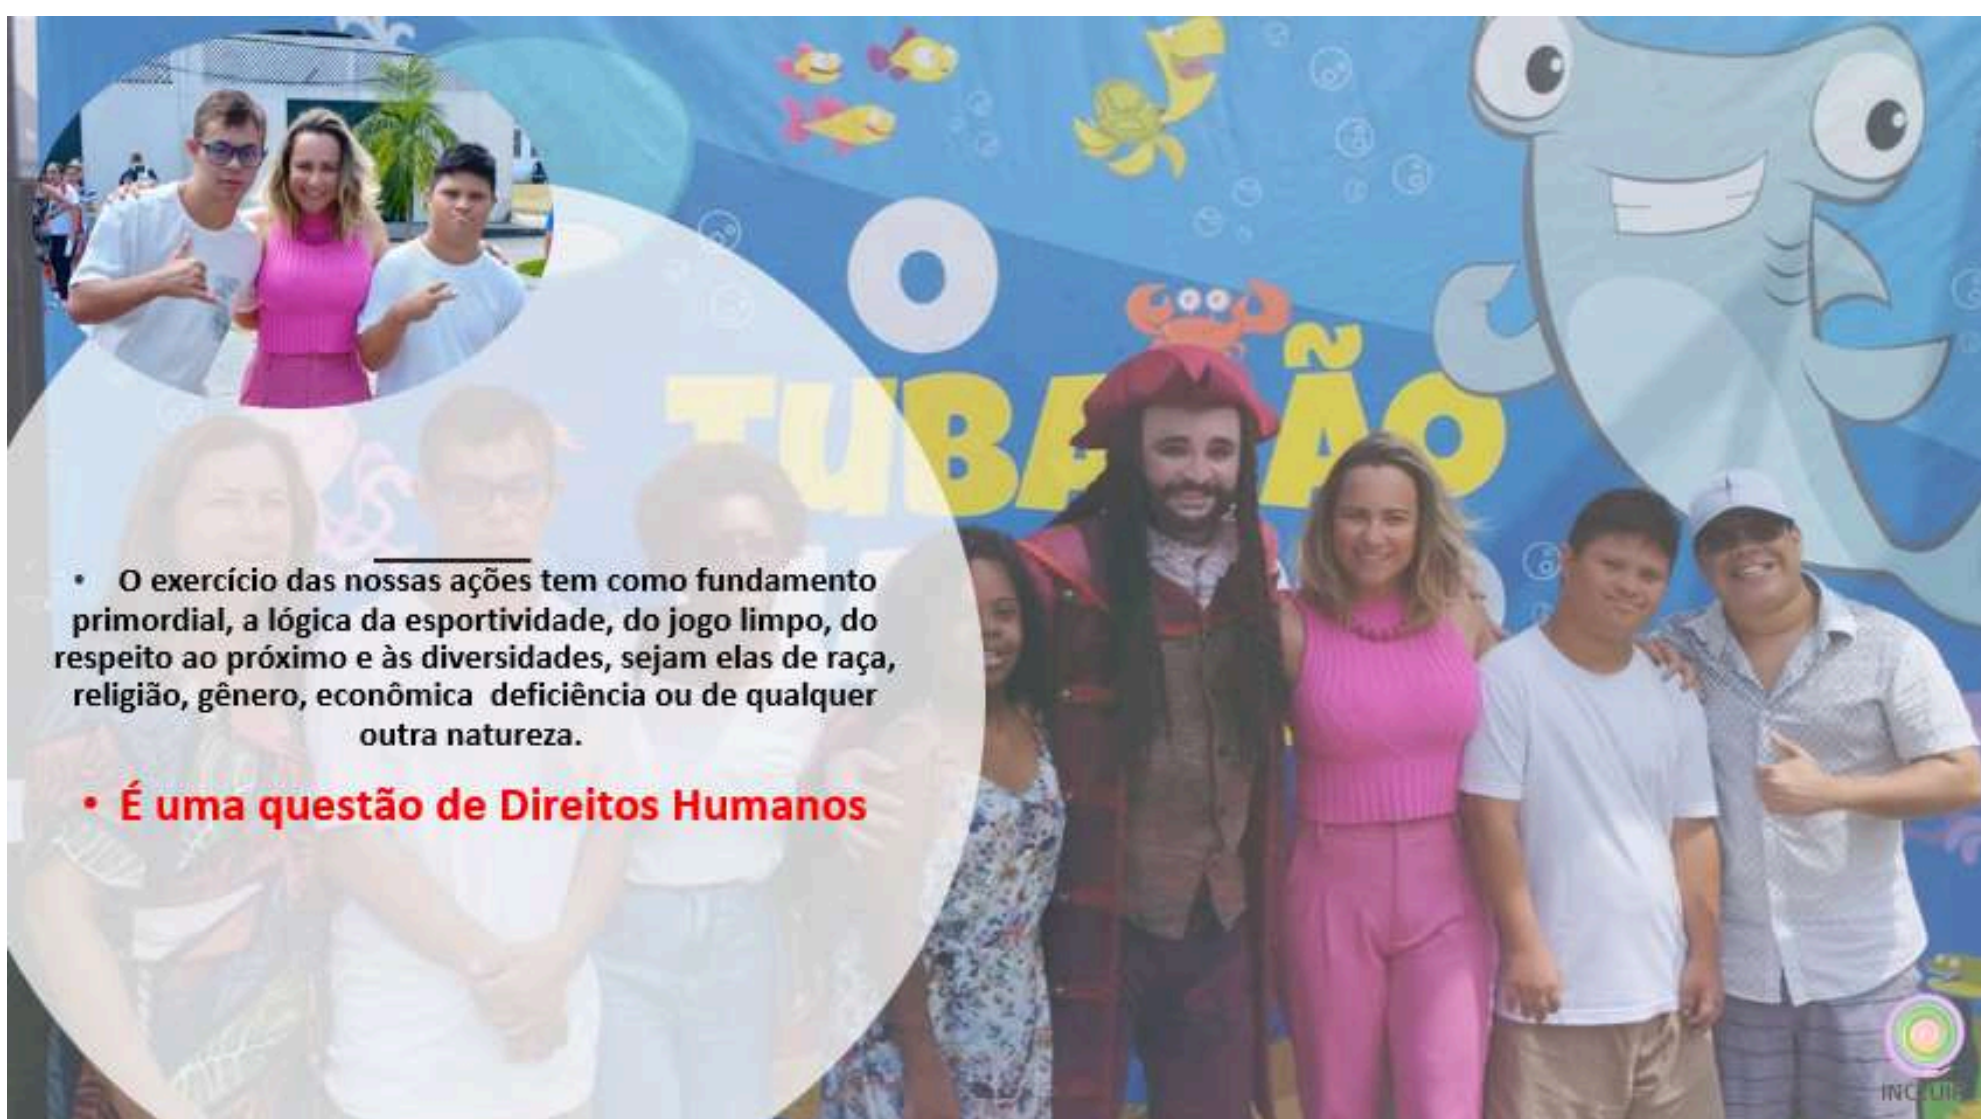 O
TUBA ÃO
• O exercício das nossas ações tem como fundamento
primordial, a lógica da esportividade, do jogo limpo, do
respeito ao próximo e às diversidades, sejam elas de raça,
religião, gênero, econômica  deficiência ou de qualquer
outra natureza.
• É uma questão de Direitos Humanos
INCLUIR